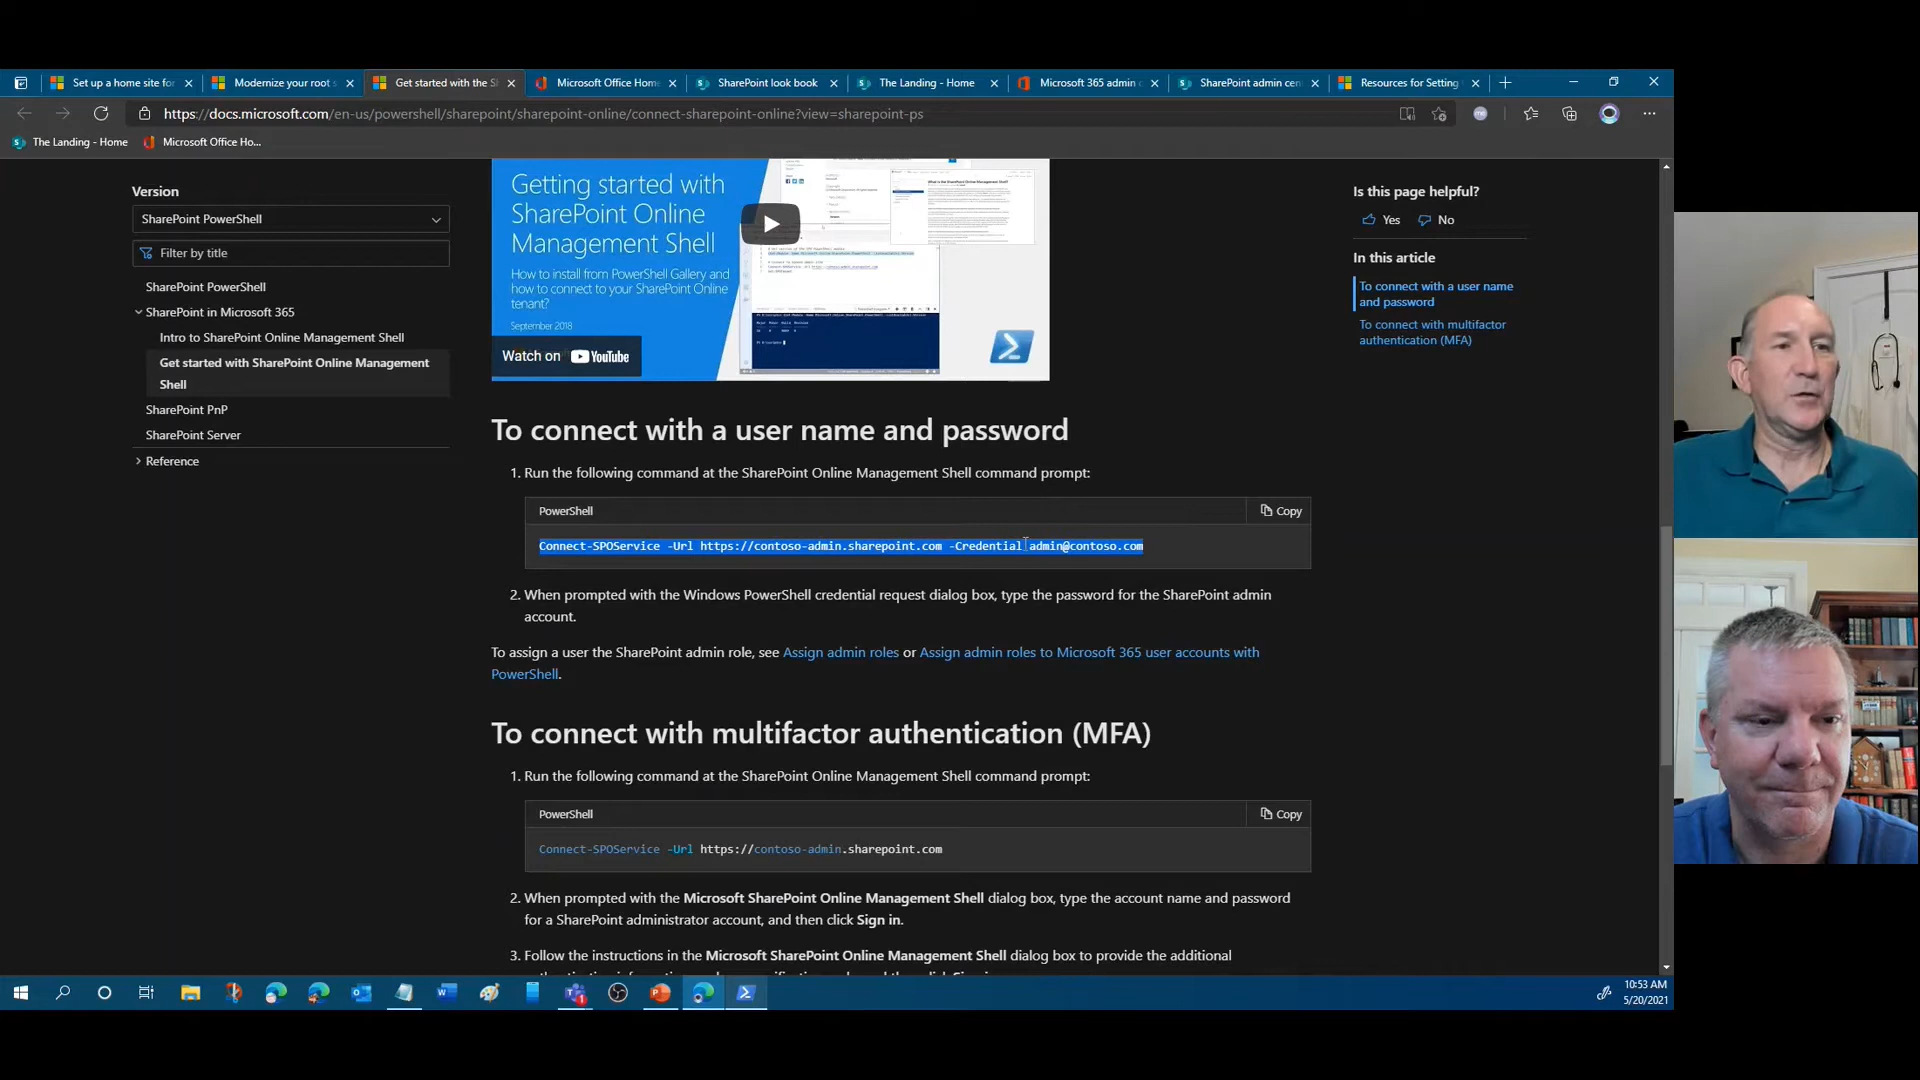 Set up a home site for
Modernize your root s
Get started with the S
Microsoft Office Home
SharePoint look book
The Landing - Home
Microsoft 365 admin c
SharePoint admin cen
Resources for Setting
https://docs.microsoft.com/en-us/powershell/sharepoint/sharepoint-online/connect-sharepoint-online?view=sharepoint-ps
The Landing - Home
Microsoft Office Ho...
Version
SharePoint PowerShell
Filter by title
SharePoint PowerShell
SharePoint in Microsoft 365
Intro to SharePoint Online Management Shell
Get started with SharePoint Online Management
Shell
SharePoint PnP
SharePoint Server
Reference
Getting started with
SharePoint Online
Management Shell
How to install from PowerShell Gallery and
how to connect to your SharePoint Online
tenant?
September 2018
Watch on YouTube
To connect with a user name and password
1. Run the following command at the SharePoint Online Management Shell command prompt:
PowerShell
Copy
Connect-SPOService -Url https://contoso-admin.sharepoint.com -Credential admin@contoso.com
2. When prompted with the Windows PowerShell credential request dialog box, type the password for the SharePoint admin
account.
To assign a user the SharePoint admin role, see Assign admin roles or Assign admin roles to Microsoft 365 user accounts with
PowerShell.
To connect with multifactor authentication (MFA)
1. Run the following command at the SharePoint Online Management Shell command prompt:
PowerShell
Copy
Connect-SPOService -Url https://contoso-admin.sharepoint.com
2. When prompted with the Microsoft SharePoint Online Management Shell dialog box, type the account name and password
for a SharePoint administrator account, and then click Sign in.
3. Follow the instructions in the Microsoft SharePoint Online Management Shell dialog box to provide the additional
Is this page helpful?
Yes
No
In this article
To connect with a user name
and password
To connect with multifactor
authentication (MFA)
10:53 AM
5/20/2021